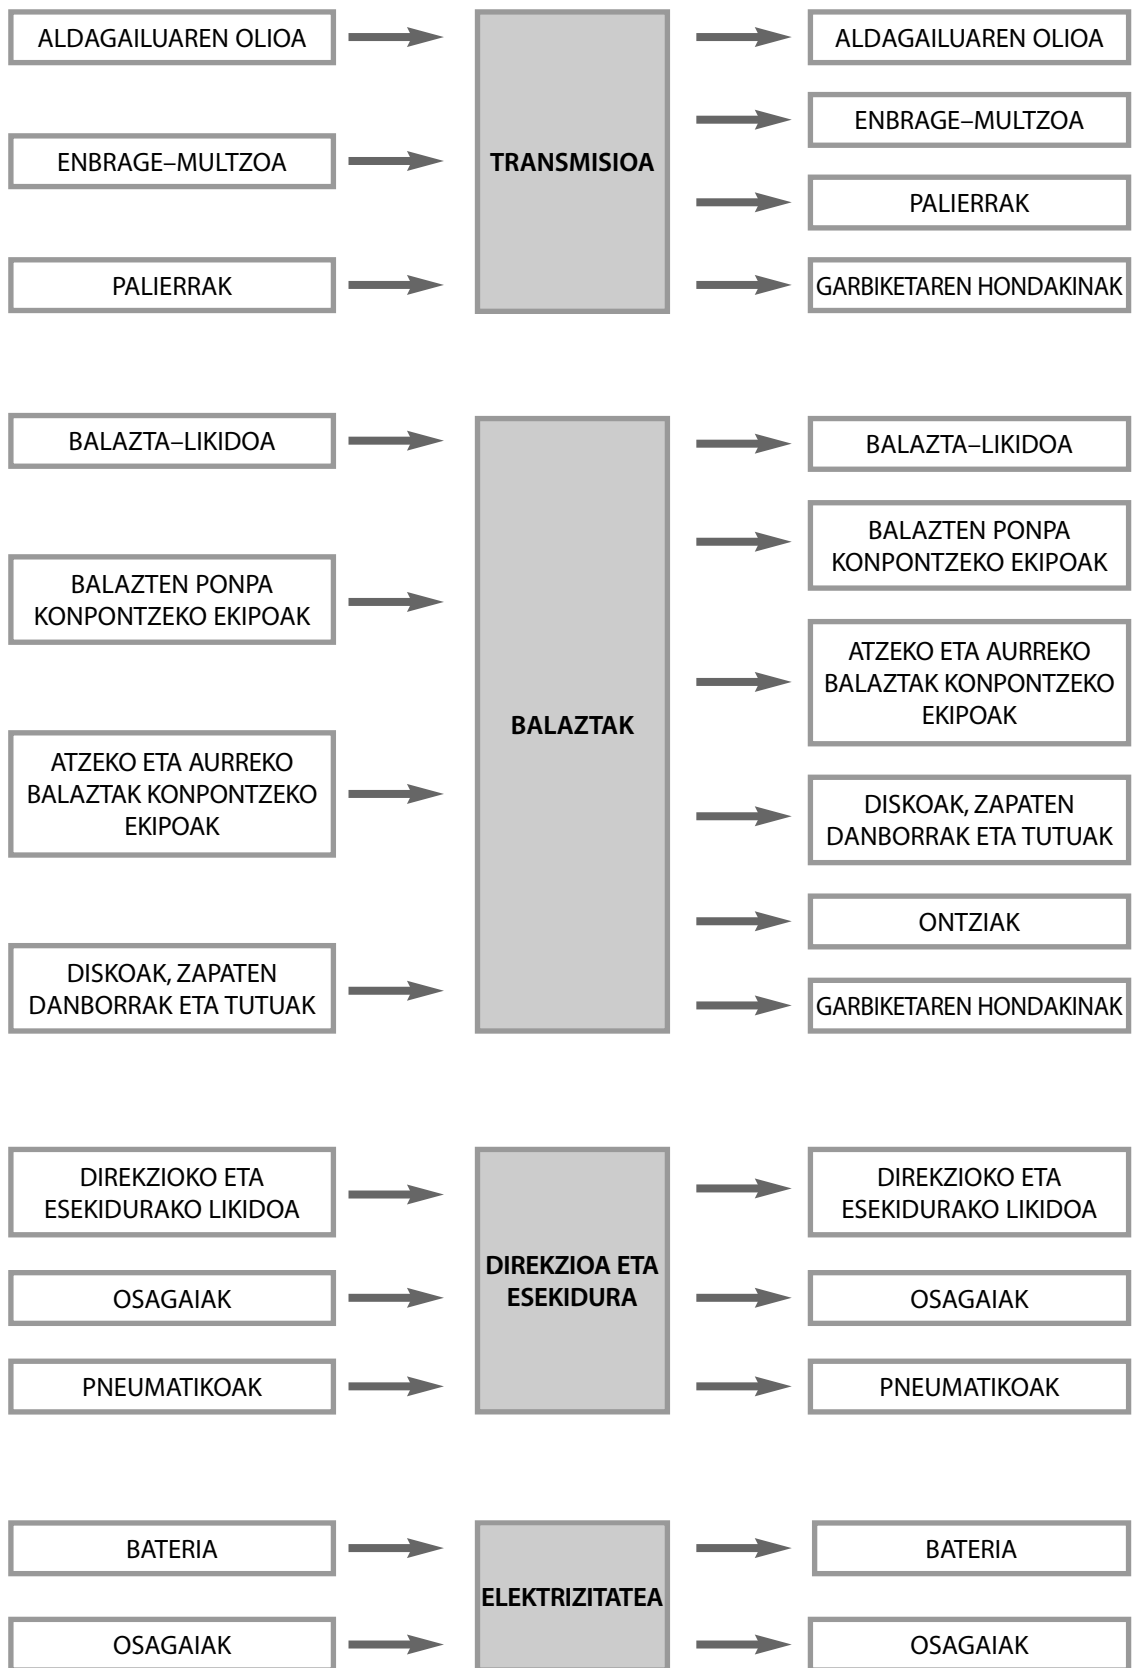 ALDAGAILUAREN OLIOA
ENBRAGE–MULTZOA
PALIERRAK
TRANSMISIOA
ALDAGAILUAREN OLIOA
ENBRAGE–MULTZOA
PALIERRAK
GARBIKETAREN HONDAKINAK
BALAZTA–LIKIDOA
BALAZTEN PONPA
KONPONTZEKO EKIPOAK
ATZEKO ETA AURREKO
BALAZTAK KONPONTZEKO
EKIPOAK
DISKOAK, ZAPATEN
DANBORRAK ETA TUTUAK
BALAZTAK
BALAZTA–LIKIDOA
BALAZTEN PONPA
KONPONTZEKO EKIPOAK
ATZEKO ETA AURREKO
BALAZTAK KONPONTZEKO
EKIPOAK
DISKOAK, ZAPATEN
DANBORRAK ETA TUTUAK
ONTZIAK
GARBIKETAREN HONDAKINAK
DIREKZIOKO ETA
ESEKIDURAKO LIKIDOA
OSAGAIAK
PNEUMATIKOAK
DIREKZIOA ETA
ESEKIDURA
DIREKZIOKO ETA
ESEKIDURAKO LIKIDOA
OSAGAIAK
PNEUMATIKOAK
BATERIA
OSAGAIAK
ELEKTRIZITATEA
BATERIA
OSAGAIAK